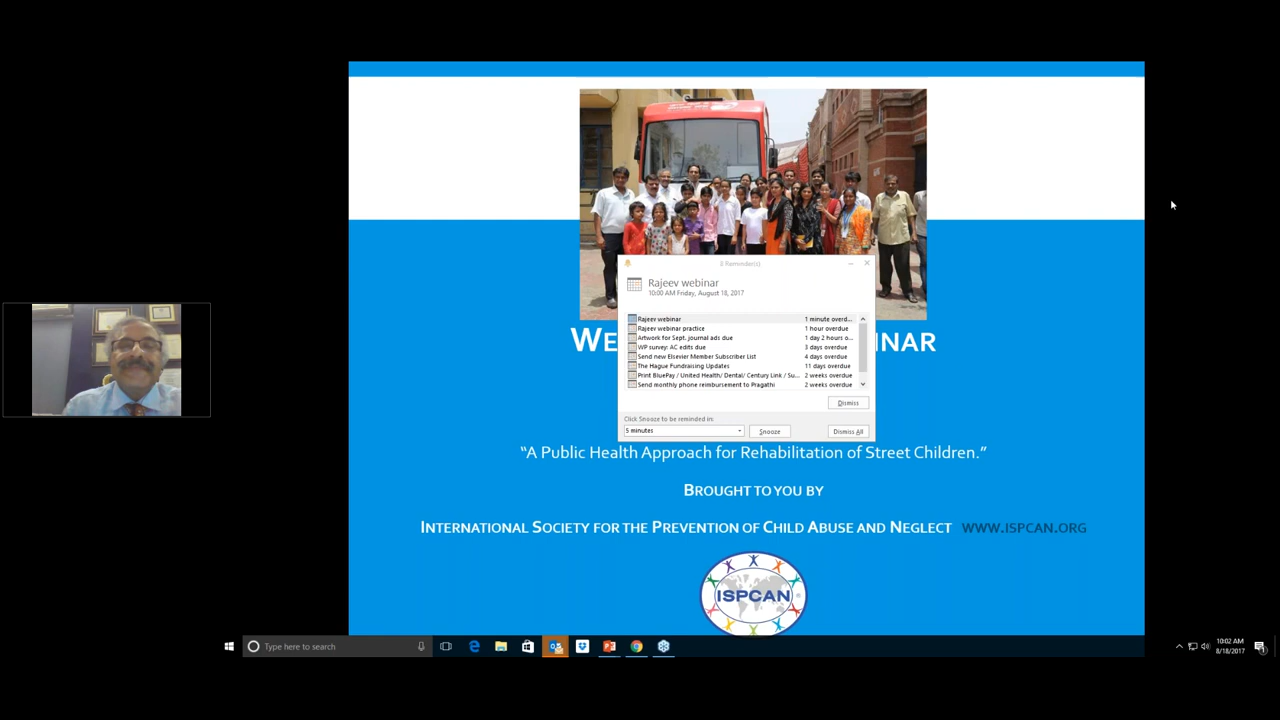 8 Reminder(s)
Rajeev webinar
10:00 AM Friday, August 18, 2017
Rajeev webinar 1 minute overd...
Rajeev webinar practice 1 hour overdue
Artwork for Sept. journal ads due 1 day 2 hours o...
WP survey: AC edits due 3 days overdue
Send new Elsevier Member Subscriber List 4 days overdue
The Hague Fundraising Updates 11 days overdue
Print BluePay / United Health/ Dental/ Century Link / Su... 2 weeks overdue
Send monthly phone reimbursement to Pragathi 2 weeks overdue
Dismiss
Click Snooze to be reminded in:
5 minutes Snooze Dismiss All
“A Public Health Approach for Rehabilitation of Street Children.”
BROUGHT TO YOU BY
INTERNATIONAL SOCIETY FOR THE PREVENTION OF CHILD ABUSE AND NEGLECT WWW.ISPCAN.ORG
ISPCAN
Type here to search
10:02 AM
8/18/2017